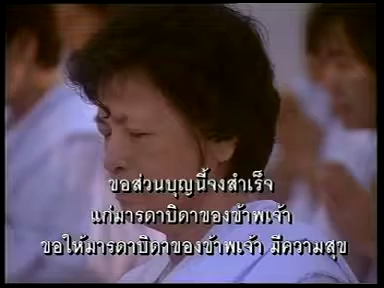 ขอส่วนบุญนี้จงสำเร็จ
แก่มารดาบิดาของข้าพเจ้า
ขอให้มารดาบิดาของข้าพเจ้า มีความสุข